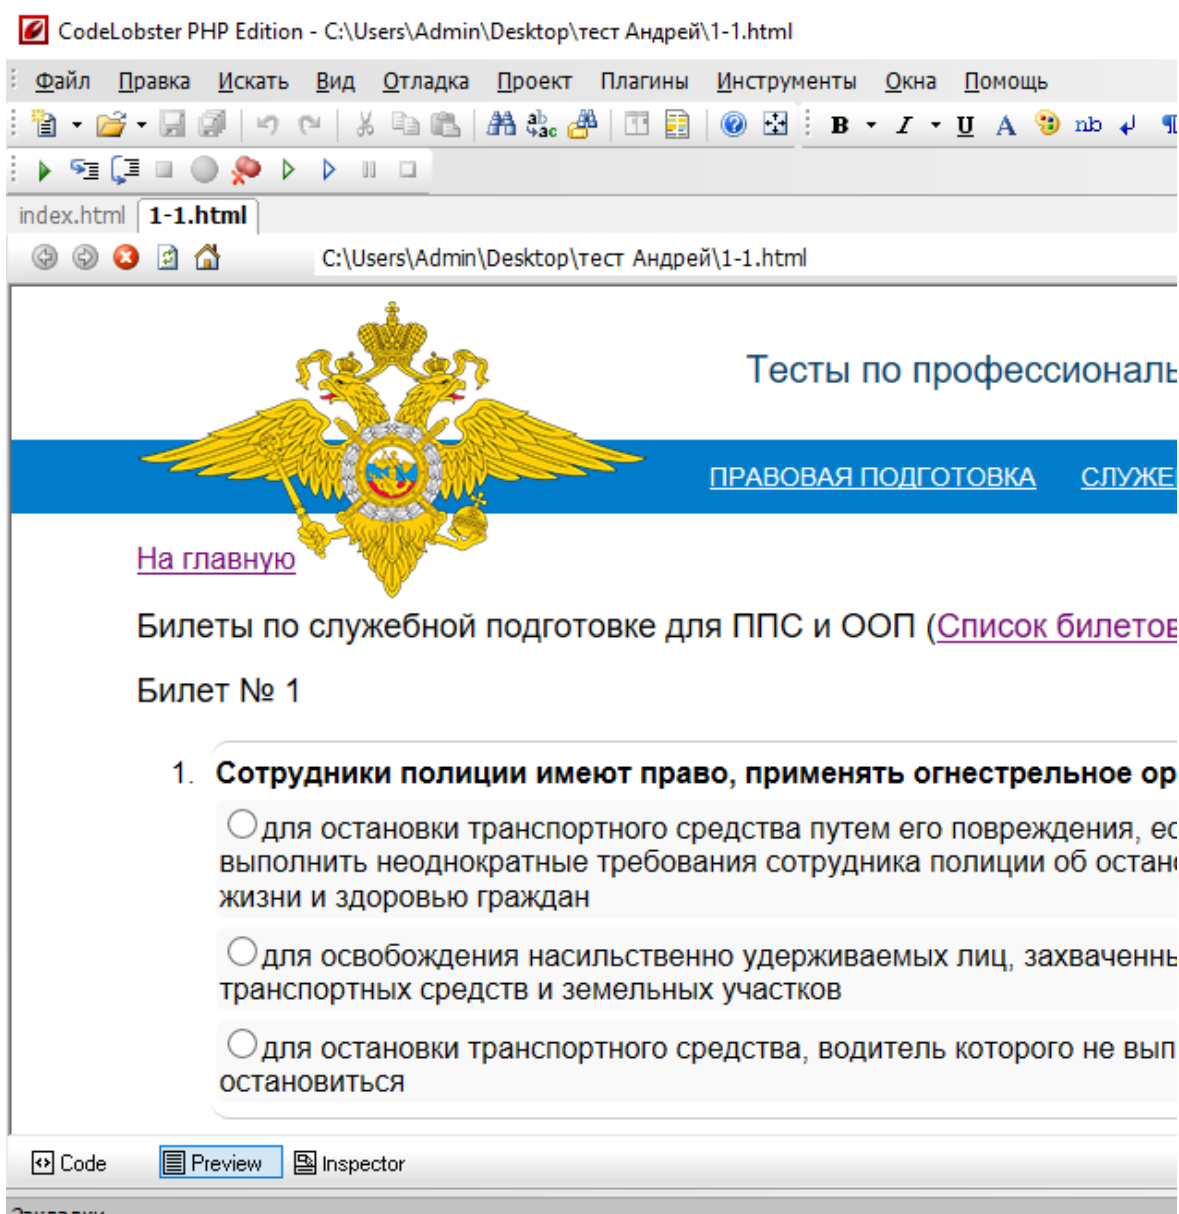 CodeLobster PHP Edition - C:\Users\Admin\Desktop\тест Андрей\1-1.html
Файл Правка Искать Вид Отладка Проект Плагины Инструменты Окна Помощь
B I U A nb
index.html 1-1.html
C:\Users\Admin\Desktop\тест Андрей\1-1.html
Тесты по профессиональ
ПРАВОВАЯ ПОДГОТОВКА СЛУЖЕ
На главную
Билеты по служебной подготовке для ППС и ООП (Список билетов
Билет № 1
1. Сотрудники полиции имеют право, применять огнестрельное ор
для остановки транспортного средства путем его повреждения, ес
выполнить неоднократные требования сотрудника полиции об остан
жизни и здоровью граждан
для освобождения насильственно удерживаемых лиц, захваченны
транспортных средств и земельных участков
для остановки транспортного средства, водитель которого не вып
остановиться
Code Preview Inspector